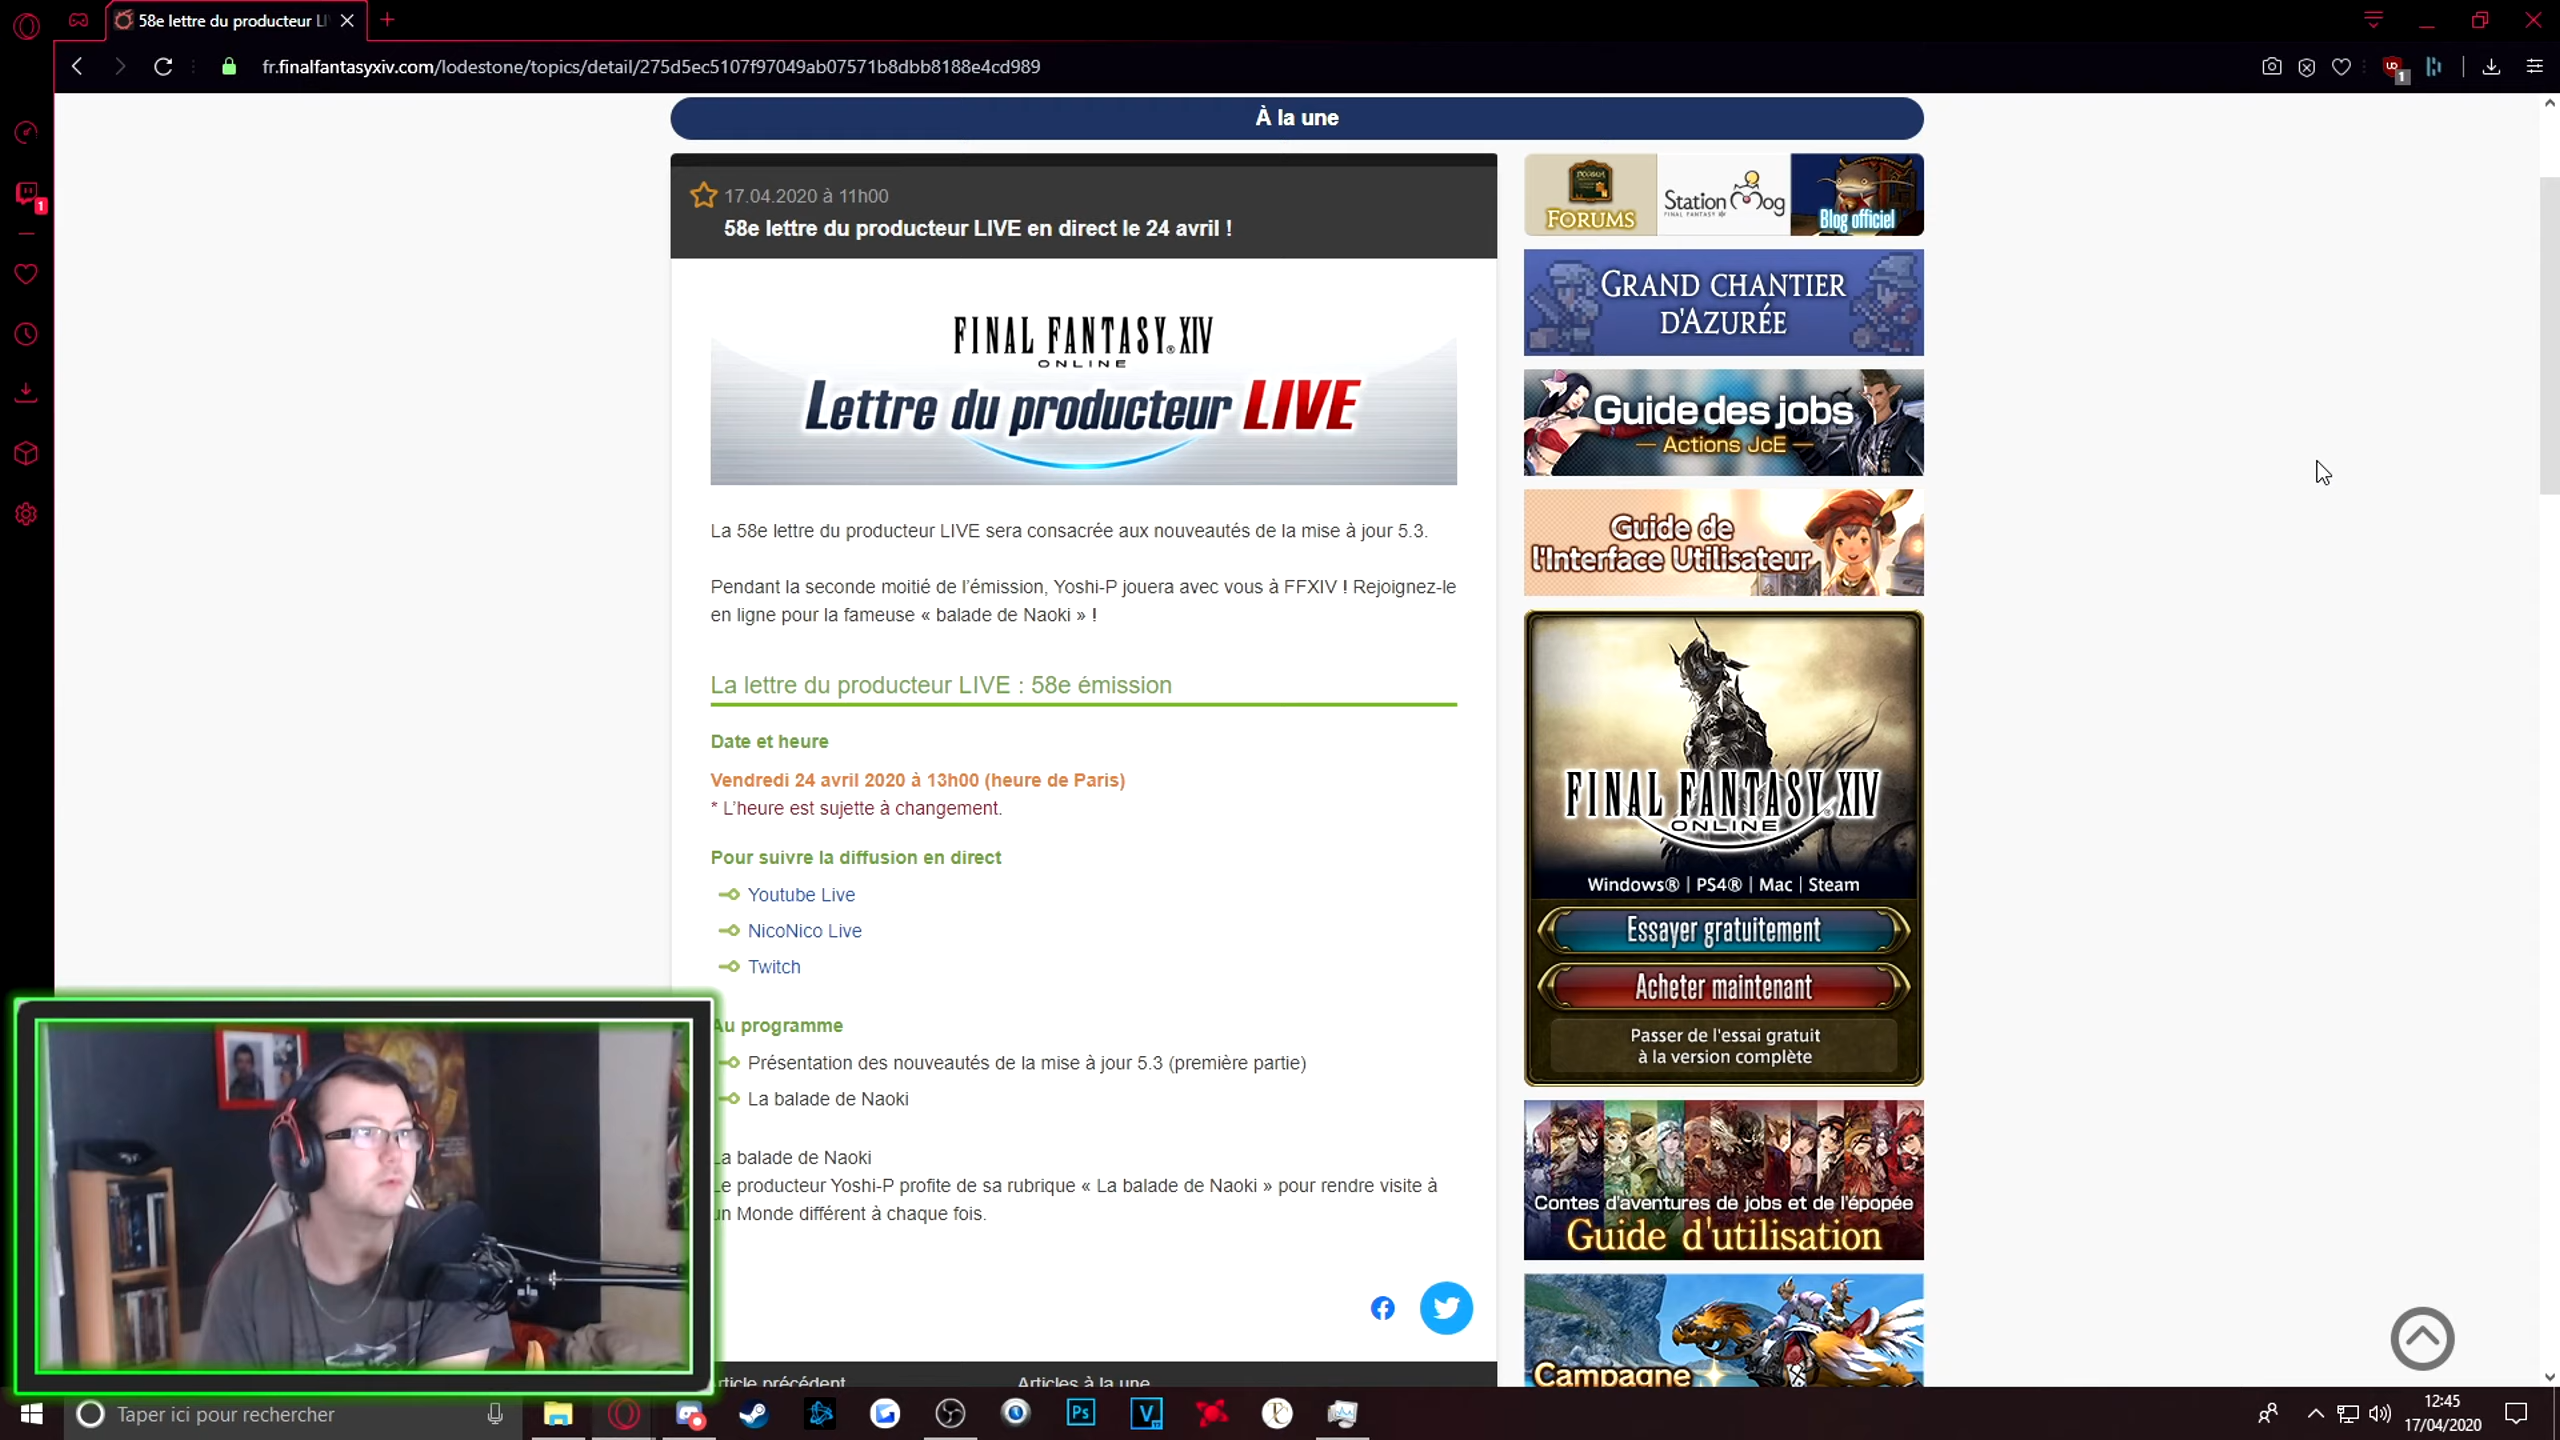 58e lettre du producteur LI
fr.finalfantasyxiv.com/lodestone/topics/detail/275d5ec5107f97049ab07571b8dbb8188e4cd989
1
1
À la une
17.04.2020 à 11h00
58e lettre du producteur LIVE en direct le 24 avril !
FINAL FANTASY® XIV
ONLINE
Lettre du producteur LIVE
La 58e lettre du producteur LIVE sera consacrée aux nouveautés de la mise à jour 5.3.
Pendant la seconde moitié de l'émission, Yoshi-P jouera avec vous à FFXIV ! Rejoignez-le
en ligne pour la fameuse « balade de Naoki » !
La lettre du producteur LIVE : 58e émission
Date et heure
Vendredi 24 avril 2020 à 13h00 (heure de Paris)
* L'heure est sujette à changement.
Pour suivre la diffusion en direct
Youtube Live
NicoNico Live
Twitch
Au programme
Présentation des nouveautés de la mise à jour 5.3 (première partie)
La balade de Naoki
La balade de Naoki
Le producteur Yoshi-P profite de sa rubrique « La balade de Naoki » pour rendre visite à
un Monde différent à chaque fois.
rticle précédent
Articles à la une
FORUMS
Station Mog
FINAL FANTASY XIV
Blog officiel
GRAND CHANTIER
D'AZURÉE
Guide des jobs
— Actions JcE —
Guide de
l'Interface Utilisateur
FINAL FANTASY XIV
ONLINE
Windows® | PS4® | Mac | Steam
Essayer gratuitement
Acheter maintenant
Passer de l'essai gratuit
à la version complète
Contes d'aventures de jobs et de l'épopée
Guide d'utilisation
Campagne
Taper ici pour rechercher
Ps
V
12:45
17/04/2020